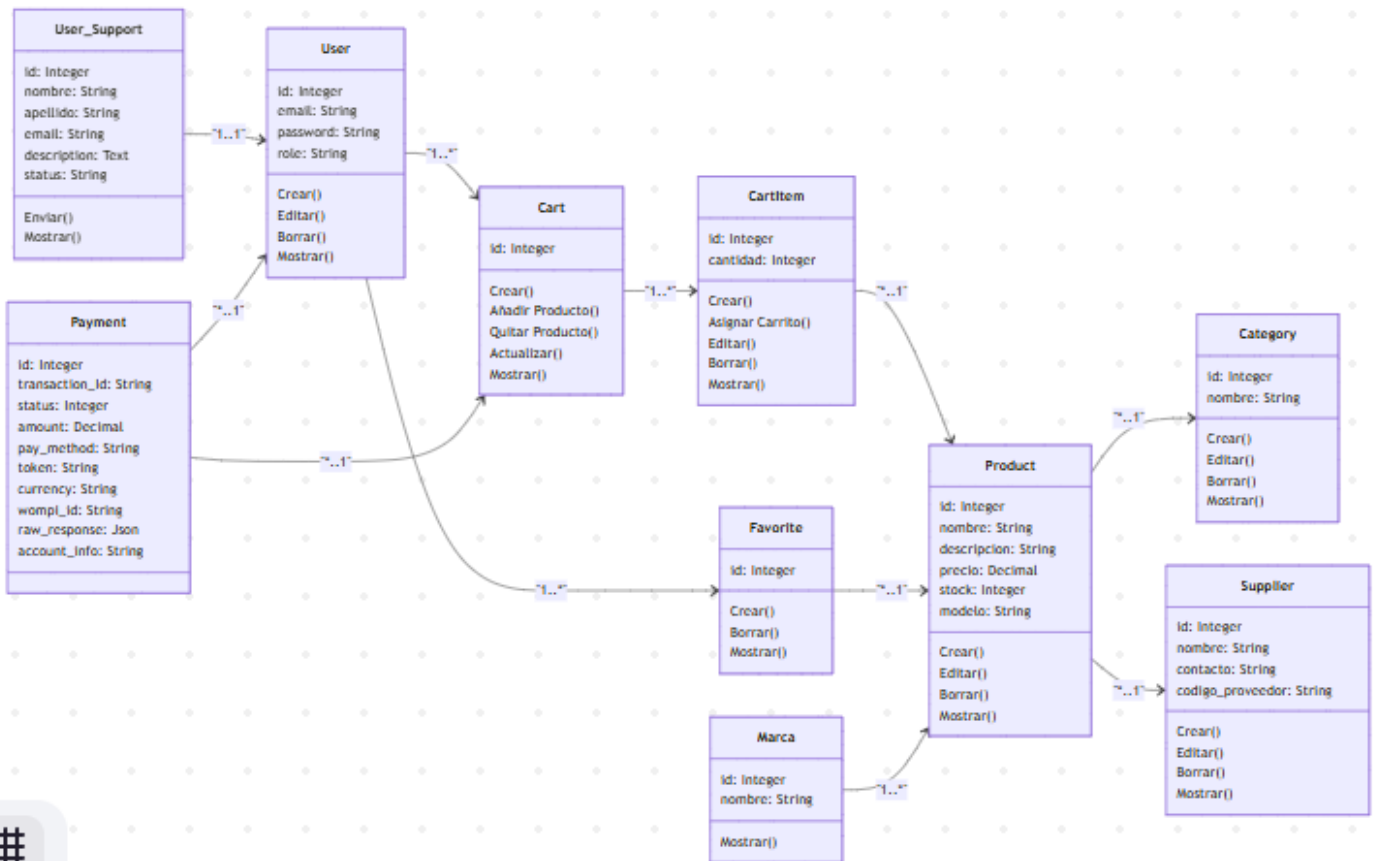 User_Support
id: Integer
nombre: String
apellido: String
email: String
description: Text
status: String
Enviar()
Mostrar()
"1..1"
User
id: Integer
email: String
password: String
role: String
Crear()
Editar()
Borrar()
Mostrar()
"1..*"
"*..1"
Payment
id: Integer
transaction_id: String
status: Integer
amount: Decimal
pay_method: String
token: String
currency: String
wompi_id: String
raw_response: Json
account_info: String
"*..1"
Cart
id: Integer
Crear()
Añadir Producto()
Quitar Producto()
Actualizar()
Mostrar()
"1..*"
CartItem
id: Integer
cantidad: Integer
Crear()
Asignar Carrito()
Editar()
Borrar()
Mostrar()
"*..1"
"1..*"
Favorite
id: Integer
Crear()
Borrar()
Mostrar()
"*..1"
Marca
id: Integer
nombre: String
Mostrar()
"1..*"
Product
id: Integer
nombre: String
descripcion: String
precio: Decimal
stock: Integer
modelo: String
Crear()
Editar()
Borrar()
Mostrar()
"*..1"
Category
id: Integer
nombre: String
Crear()
Editar()
Borrar()
Mostrar()
"*..1"
Supplier
id: Integer
nombre: String
contacto: String
codigo_proveedor: String
Crear()
Editar()
Borrar()
Mostrar()